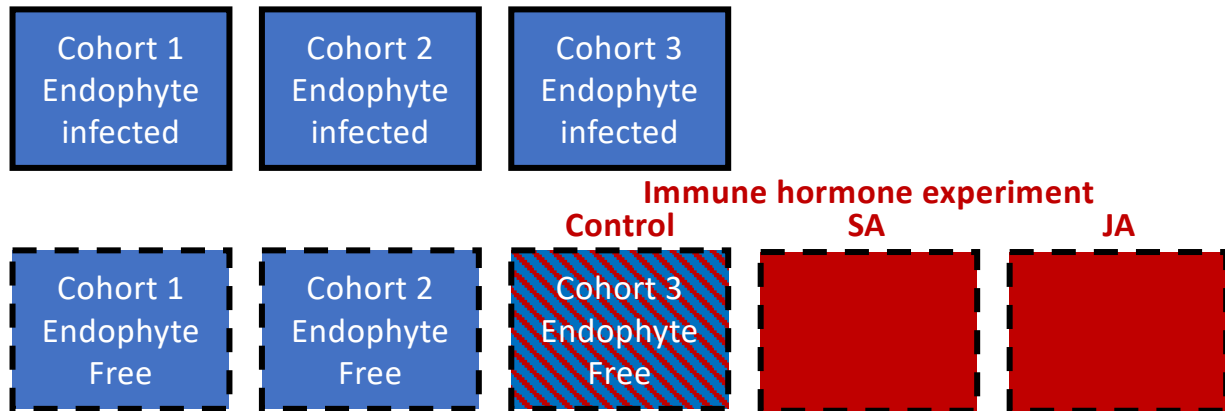 Cohort 1
Endophyte
infected
Cohort 2
Endophyte
infected
Cohort 3
Endophyte
infected
Immune hormone experiment
Control
SA
JA
Cohort 1
Endophyte
Free
Cohort 2
Endophyte
Free
Cohort 3
Endophyte
Free